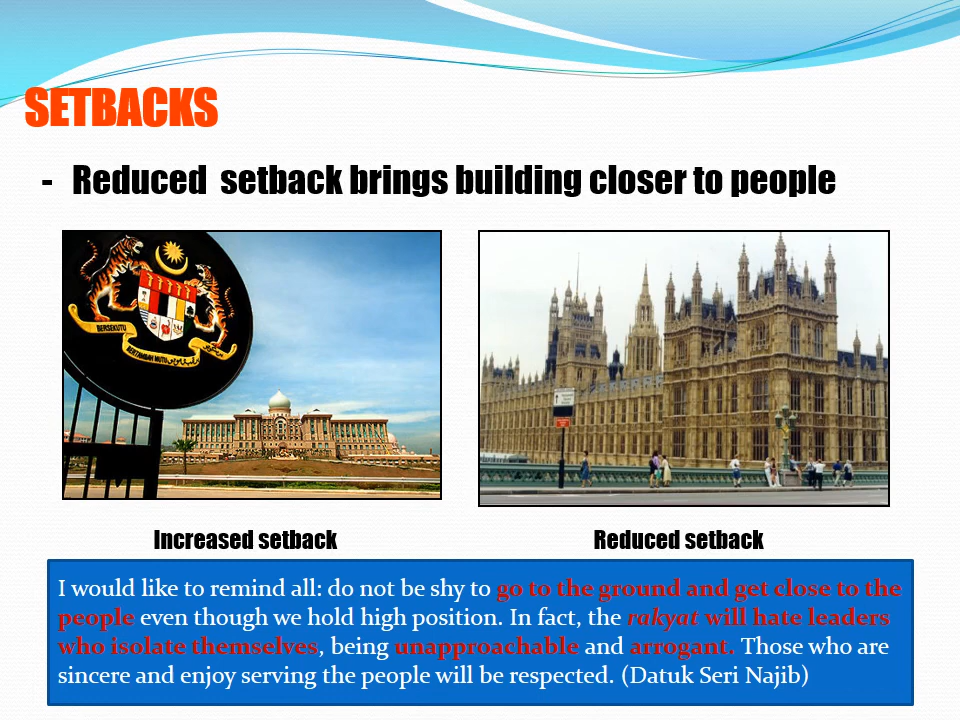 SETBACKS
- Reduced setback brings building closer to people
BERSEKUTU
BERTAMBAH MUTU
Increased setback
Reduced setback
I would like to remind all: do not be shy to go to the ground and get close to the
people even though we hold high position. In fact, the rakyat will hate leaders
who isolate themselves, being unapproachable and arrogant. Those who are
sincere and enjoy serving the people will be respected. (Datuk Seri Najib)